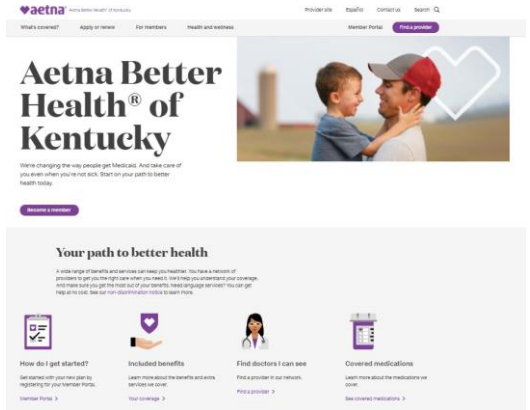 aetna Aetna Better Health® of Kentucky
Provider site Español Contact us Search
What's covered? Apply or renew For members Health and wellness Member Portal Find a provider
Aetna Better
Health® of
Kentucky
We're changing the way people get Medicaid. And take care of
you even when you're not sick. Start on your path to better
health today.
Become a member
Your path to better health
A wide range of benefits and services can keep you healthier. You have a network of
providers to get you the right care when you need it. We'll help you understand your coverage.
And make sure you get the most out of your benefits. Need language services? You can get
help at no cost. See our non-discrimination notice to learn more.
How do I get started?
Get started with your new plan by
registering for your Member Portal.
Member Portal >
Included benefits
Learn more about the benefits and extra
services we cover.
Your coverage >
Find doctors I can see
Find a provider in our network.
Find a provider >
Covered medications
Learn more about the medications we
cover.
See covered medications >